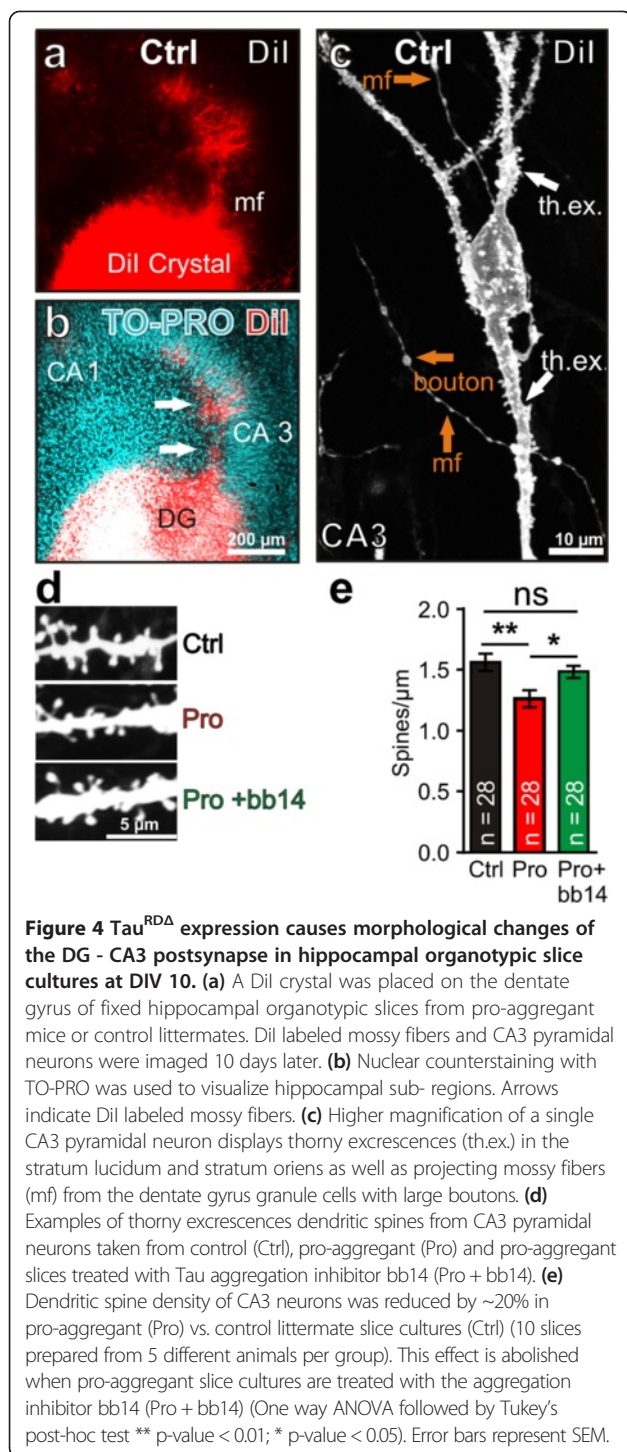 a Ctrl DiI
mf
DiI Crystal
b TO-PRO DiI
CA1
CA 3
DG
200 µm
c Ctrl DiI
mf
th.ex.
th.ex.
bouton
mf
CA3
10 µm
d
Ctrl
Pro
Pro +bb14
5 µm
e
ns
** *
2.0
1.5
1.0
0.5
0.0
Spines/µm
n = 28
n = 28
n = 28
Ctrl Pro Pro+
bb14
Figure 4 Tau^RDΔ expression causes morphological changes of
the DG - CA3 postsynapse in hippocampal organotypic slice
cultures at DIV 10. (a) A DiI crystal was placed on the dentate
gyrus of fixed hippocampal organotypic slices from pro-aggregant
mice or control littermates. DiI labeled mossy fibers and CA3 pyramidal
neurons were imaged 10 days later. (b) Nuclear counterstaining with
TO-PRO was used to visualize hippocampal sub- regions. Arrows
indicate DiI labeled mossy fibers. (c) Higher magnification of a single
CA3 pyramidal neuron displays thorny excrescences (th.ex.) in the
stratum lucidum and stratum oriens as well as projecting mossy fibers
(mf) from the dentate gyrus granule cells with large boutons. (d)
Examples of thorny excrescences dendritic spines from CA3 pyramidal
neurons taken from control (Ctrl), pro-aggregant (Pro) and pro-aggregant
slices treated with Tau aggregation inhibitor bb14 (Pro + bb14). (e)
Dendritic spine density of CA3 neurons was reduced by ~20% in
pro-aggregant (Pro) vs. control littermate slice cultures (Ctrl) (10 slices
prepared from 5 different animals per group). This effect is abolished
when pro-aggregant slice cultures are treated with the aggregation
inhibitor bb14 (Pro + bb14) (One way ANOVA followed by Tukey's
post-hoc test ** p-value < 0.01; * p-value < 0.05). Error bars represent SEM.